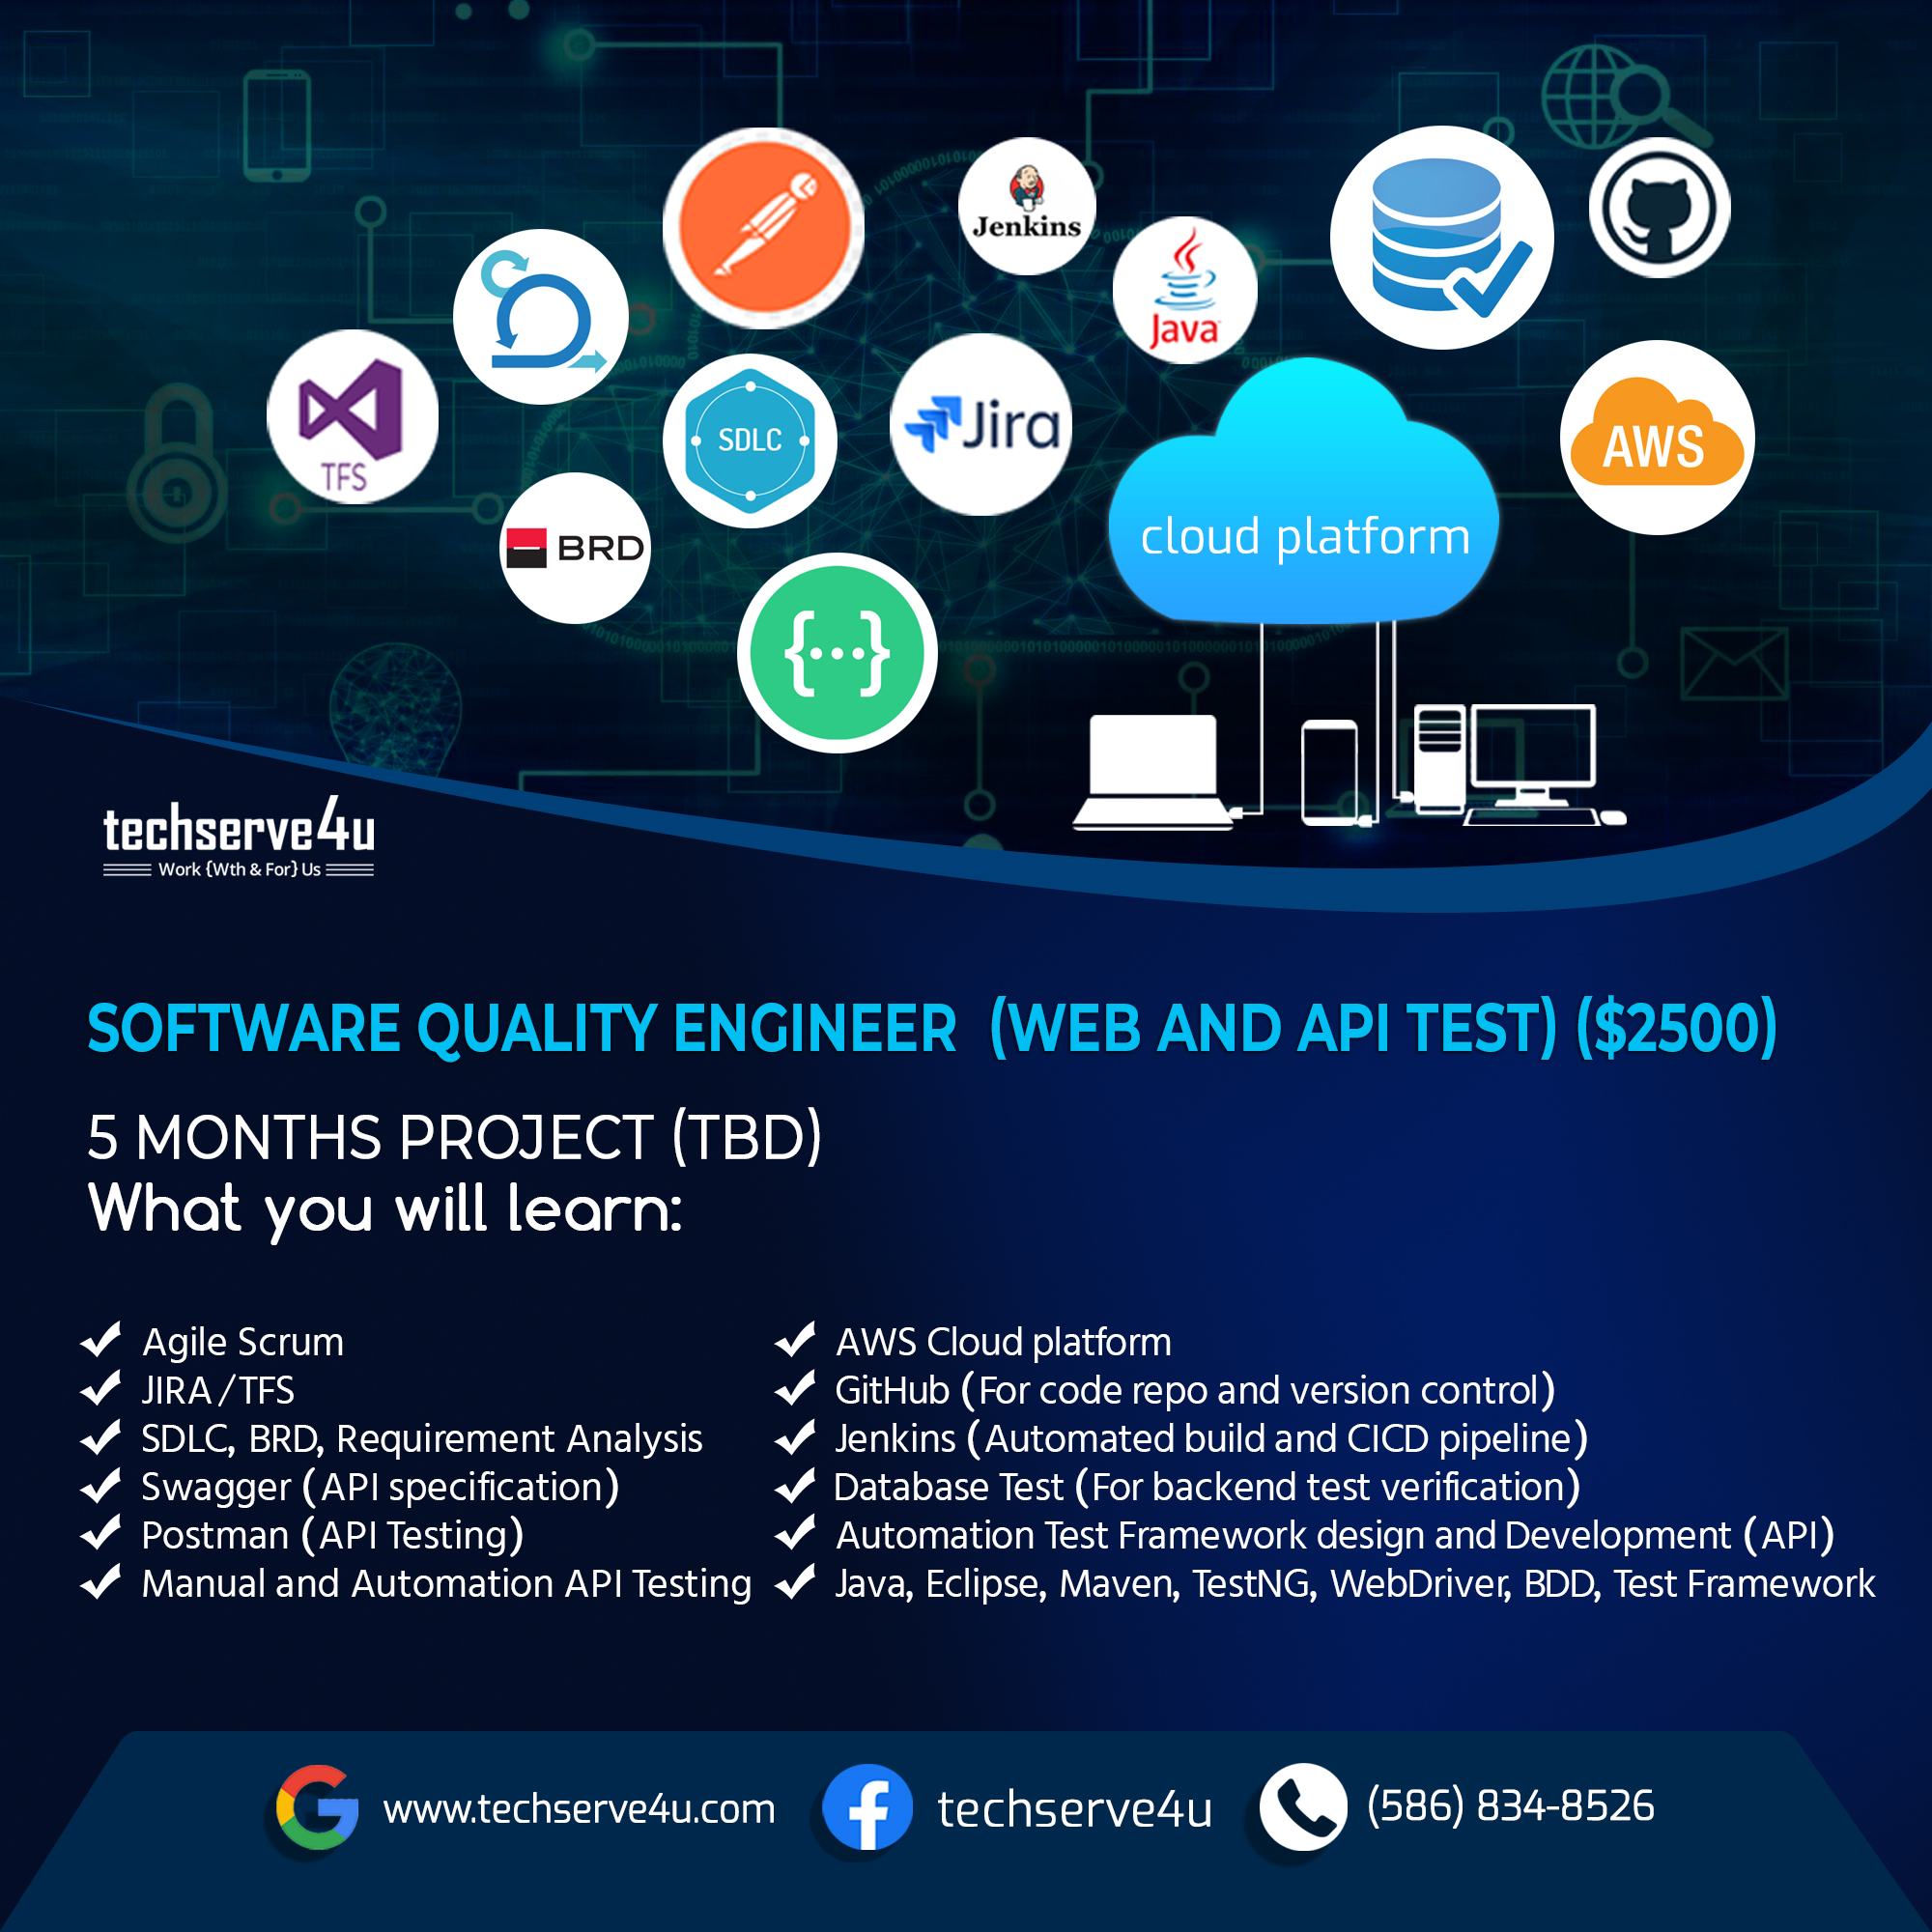 Jenkins
Java
TFS
SDLC
Jira
AWS
BRD
cloud platform
{···}
techserve4u
Work {Wth & For} Us
SOFTWARE QUALITY ENGINEER (WEB AND API TEST) ($2500)
5 MONTHS PROJECT (TBD)
What you will learn:
Agile Scrum
JIRA/TFS
SDLC, BRD, Requirement Analysis
Swagger (API specification)
Postman (API Testing)
Manual and Automation API Testing
AWS Cloud platform
GitHub (For code repo and version control)
Jenkins (Automated build and CICD pipeline)
Database Test (For backend test verification)
Automation Test Framework design and Development (API)
Java, Eclipse, Maven, TestNG, WebDriver, BDD, Test Framework
www.techserve4u.com
techserve4u
(586) 834-8526